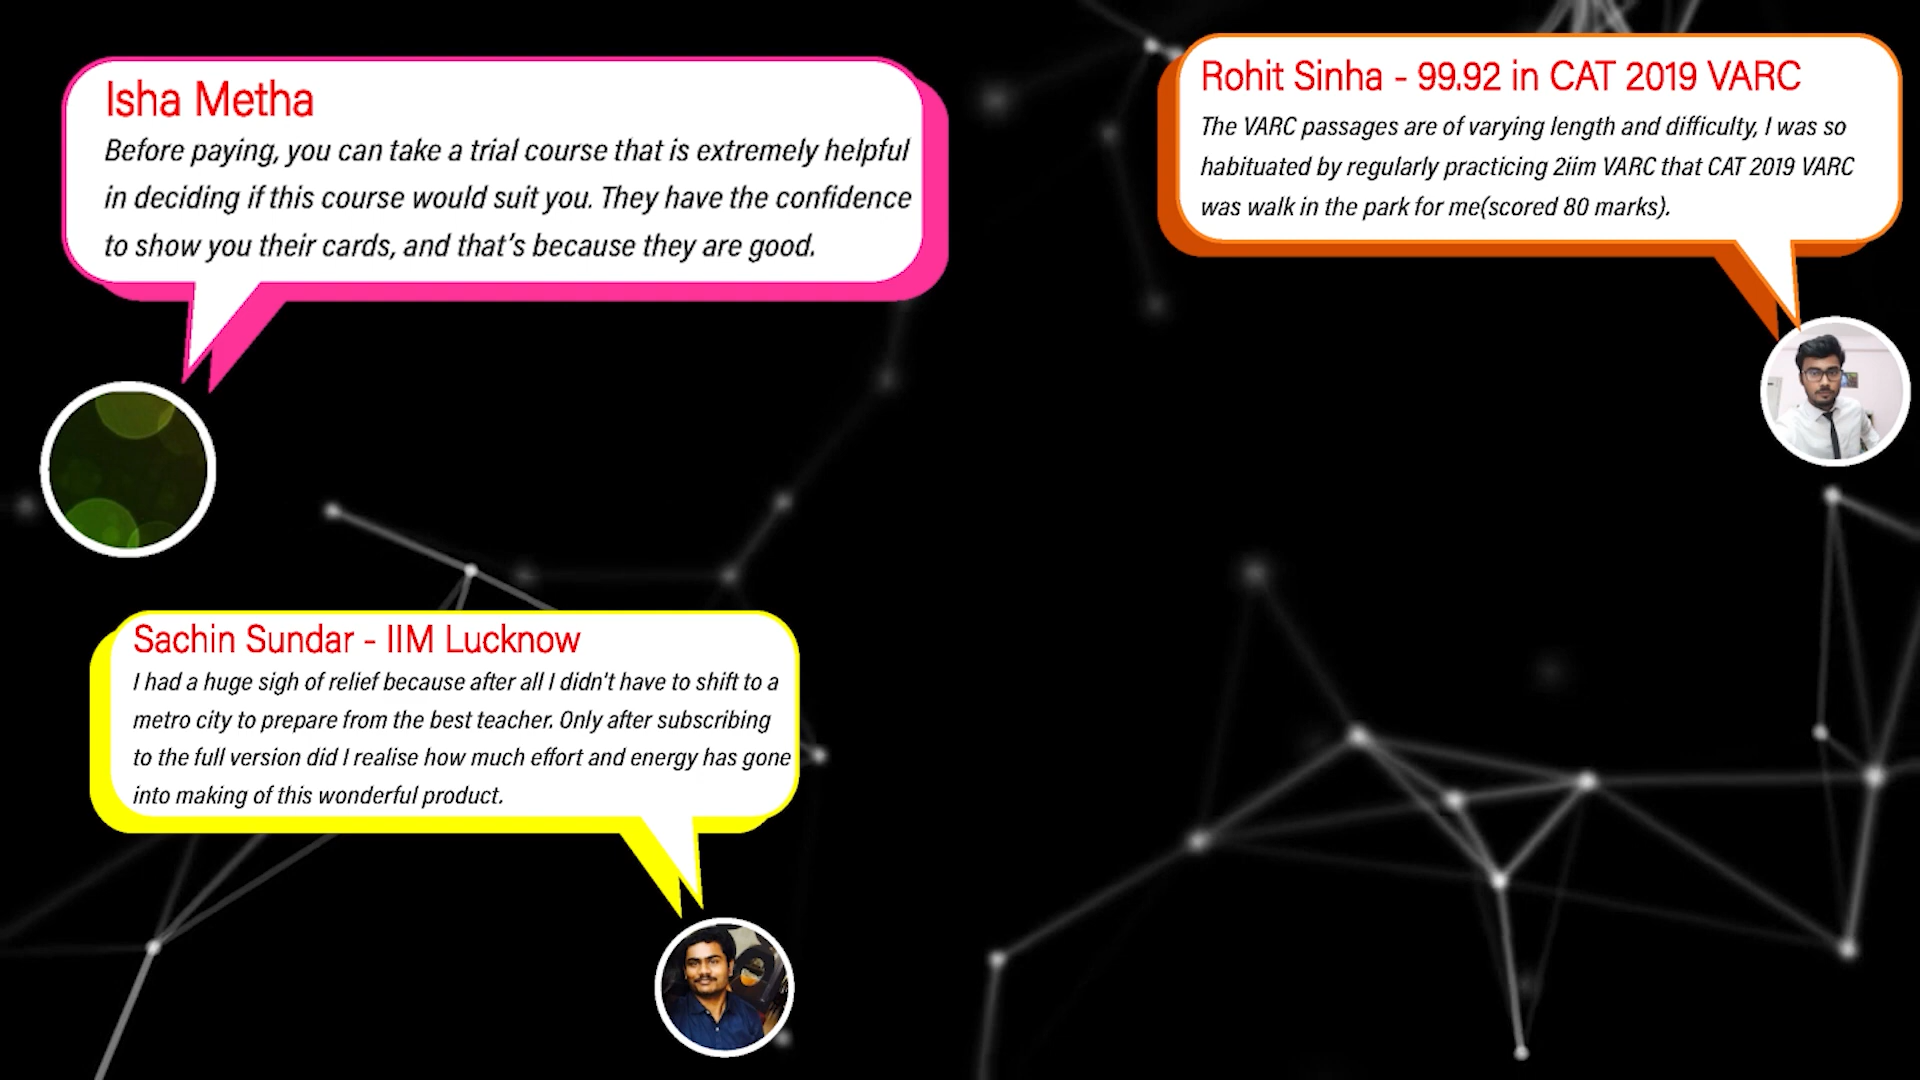 Isha Metha
Before paying, you can take a trial course that is extremely helpful
in deciding if this course would suit you. They have the confidence
to show you their cards, and that's because they are good.
Rohit Sinha - 99.92 in CAT 2019 VARC
The VARC passages are of varying length and difficulty, I was so
habituated by regularly practicing 2iim VARC that CAT 2019 VARC
was walk in the park for me(scored 80 marks).
Sachin Sundar - IIM Lucknow
I had a huge sigh of relief because after all I didn't have to shift to a
metro city to prepare from the best teacher. Only after subscribing
to the full version did I realise how much effort and energy has gone
into making of this wonderful product.